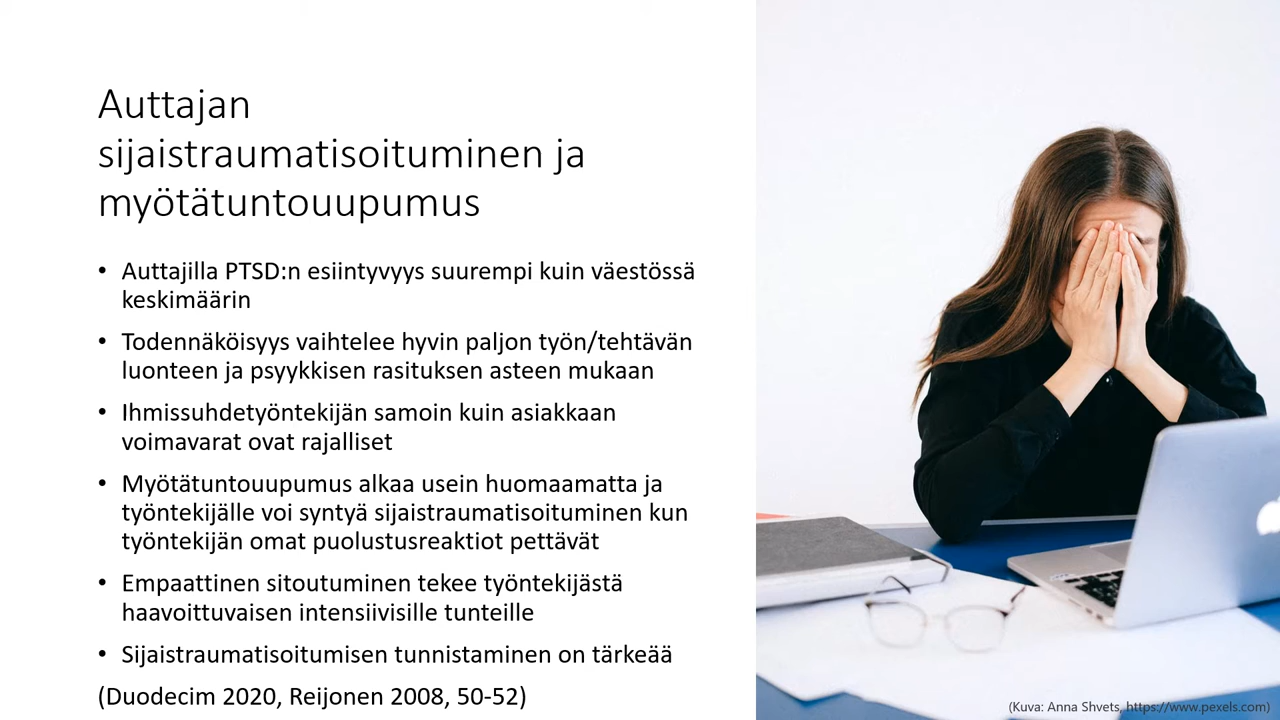 Auttajan
sijaistraumatisoituminen ja
myötätuntouupumus
• Auttajilla PTSD:n esiintyvyys suurempi kuin väestössä
keskimäärin
• Todennäköisyys vaihtelee hyvin paljon työn/tehtävän
luonteen ja psyykkisen rasituksen asteen mukaan
• Ihmissuhdetyöntekijän samoin kuin asiakkaan
voimavarat ovat rajalliset
• Myötätuntouupumus alkaa usein huomaamatta ja
työntekijälle voi syntyä sijaistraumatisoituminen kun
työntekijän omat puolustusreaktiot pettävät
• Empaattinen sitoutuminen tekee työntekijästä
haavoittuvaisen intensiivisille tunteille
• Sijaistraumatisoitumisen tunnistaminen on tärkeää
(Duodecim 2020, Reijonen 2008, 50-52)
(Kuva: Anna Shvets, https://www.pexels.com)